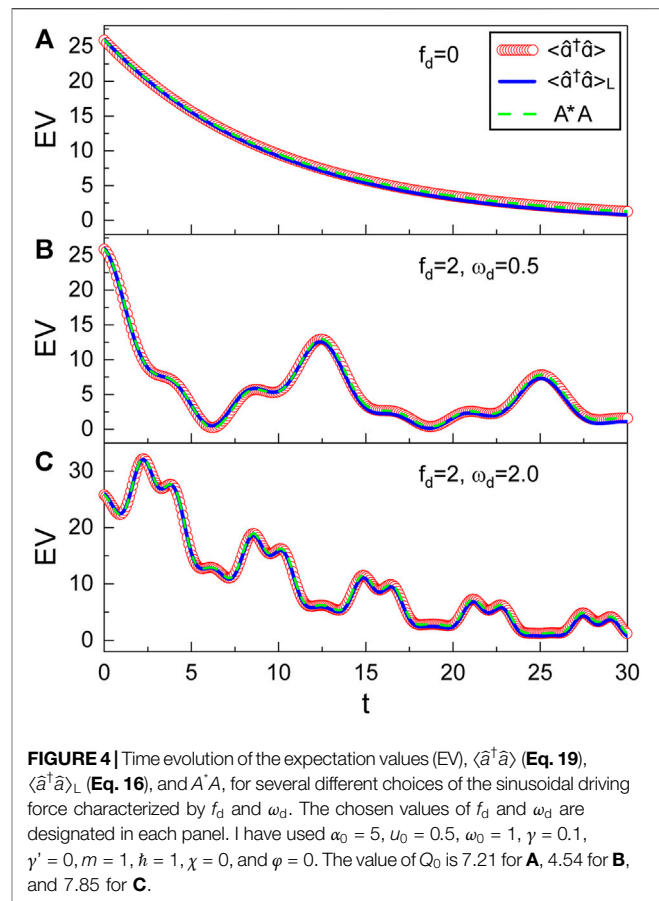 A
f_d=0
<â†â>
<â†â>_L
A*A
EV
25
20
15
10
5
0
B
f_d=2, ω_d=0.5
EV
25
20
15
10
5
0
C
f_d=2, ω_d=2.0
EV
30
20
10
0
0 5 10 15 20 25 30
t
FIGURE 4 | Time evolution of the expectation values (EV), ⟨â†â⟩ (Eq. 19),
⟨â†â⟩_L (Eq. 16), and A*A, for several different choices of the sinusoidal driving
force characterized by f_d and ω_d. The chosen values of f_d and ω_d are
designated in each panel. I have used α₀ = 5, u₀ = 0.5, ω₀ = 1, γ = 0.1,
γ' = 0, m = 1, ℏ = 1, χ = 0, and φ = 0. The value of Q₀ is 7.21 for A, 4.54 for B,
and 7.85 for C.